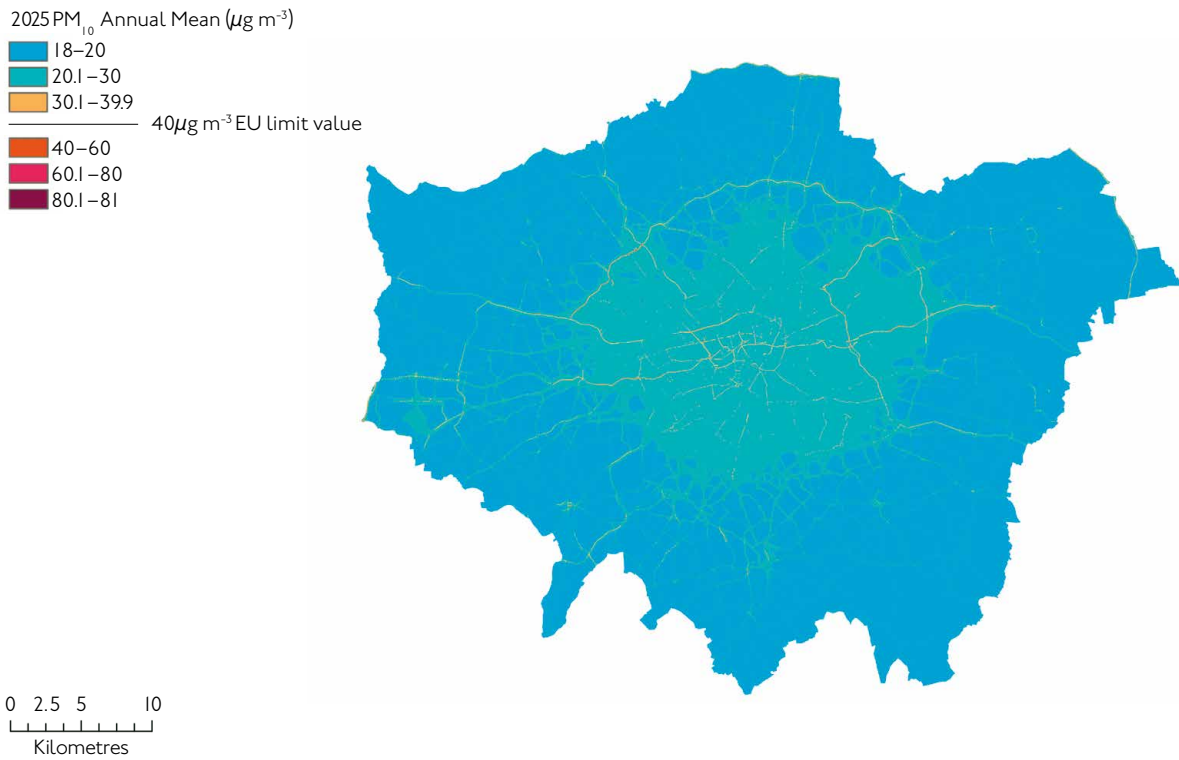 2025 PM₁₀ Annual Mean (µg m⁻³)
18–20
20.1–30
30.1–39.9
40µg m⁻³ EU limit value
40–60
60.1–80
80.1–81
0 2.5 5 10
Kilometres